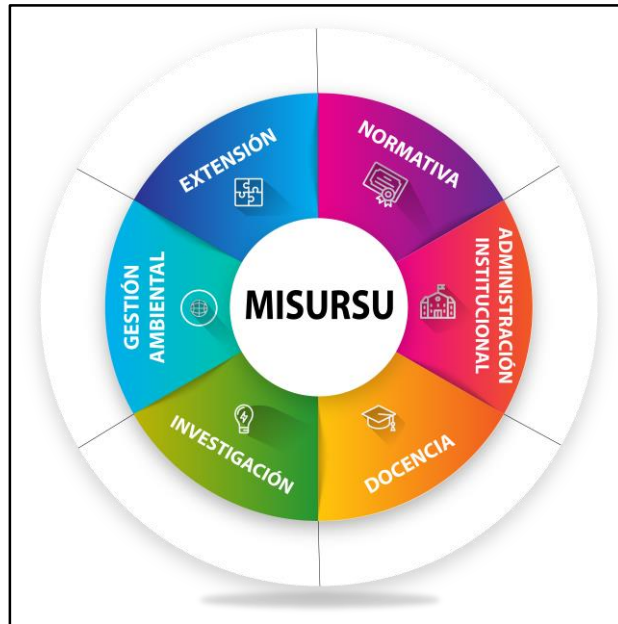 EXTENSIÓN
NORMATIVA
ADMINISTRACIÓN
INSTITUCIONAL
DOCENCIA
INVESTIGACIÓN
GESTIÓN
AMBIENTAL
MISURSU